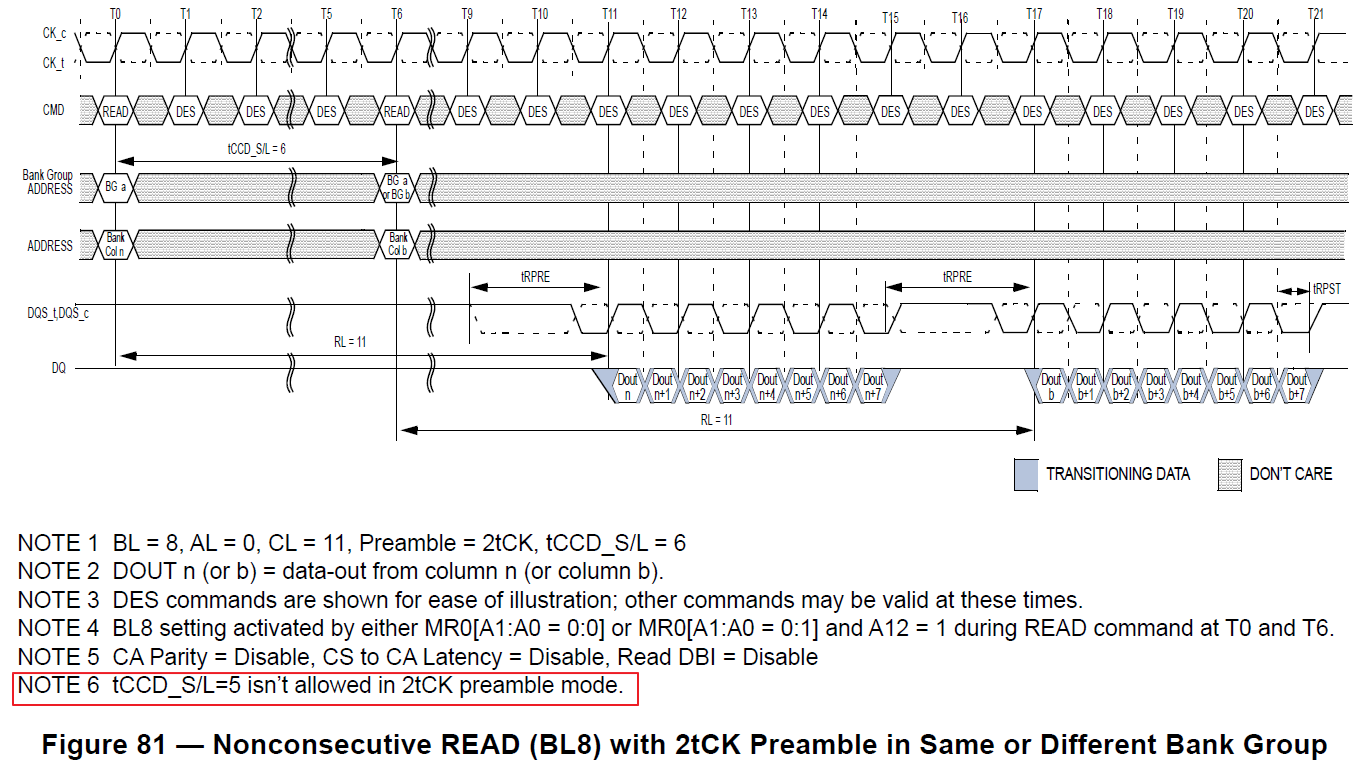 T0 T1 T2 T5 T6 T9 T10 T11 T12 T13 T14 T15 T16 T17 T18 T19 T20 T21
CK_c
CK_t
CMD READ DES DES DES READ DES DES DES DES DES DES DES DES DES DES DES DES DES
tCCD_S/L = 6
Bank Group
ADDRESS
BG a
BG a
or BG b
ADDRESS
Bank
Col n
Bank
Col b
tRPRE tRPRE tRPST
DQS_t,DQS_c
RL = 11
DQ
Dout Dout Dout Dout Dout Dout Dout Dout Dout Dout Dout Dout Dout Dout Dout Dout
n n+1 n+2 n+3 n+4 n+5 n+6 n+7 b b+1 b+2 b+3 b+4 b+5 b+6 b+7
RL = 11
TRANSITIONING DATA DON'T CARE
NOTE 1 BL = 8, AL = 0, CL = 11, Preamble = 2tCK, tCCD_S/L = 6
NOTE 2 DOUT n (or b) = data-out from column n (or column b).
NOTE 3 DES commands are shown for ease of illustration; other commands may be valid at these times.
NOTE 4 BL8 setting activated by either MR0[A1:A0 = 0:0] or MR0[A1:A0 = 0:1] and A12 = 1 during READ command at T0 and T6.
NOTE 5 CA Parity = Disable, CS to CA Latency = Disable, Read DBI = Disable
NOTE 6 tCCD_S/L=5 isn’t allowed in 2tCK preamble mode.
Figure 81 — Nonconsecutive READ (BL8) with 2tCK Preamble in Same or Different Bank Group